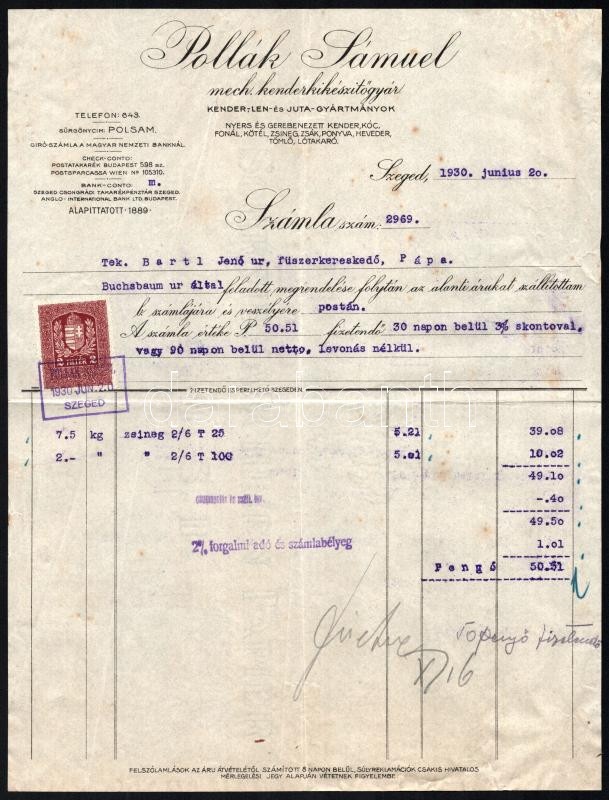 Pollák Sámuel
mech. kenderkikészítőgyár
KENDER-, LEN- ÉS JUTA-GYÁRTMÁNYOK
NYERS ÉS GEREBENEZETT KENDER, KÓC,
FONÁL, KÖTÉL, ZSINEG, ZSÁK, PONYVA, HEVEDER,
TÖMLŐ, LÓTAKARÓ.
TELEFON: 643.
SÜRGÖNYCIM: POLSAM.
GIRÓ-SZÁMLA A MAGYAR NEMZETI BANKNÁL.
CHECK-CONTO:
POSTATAKARÉK BUDAPEST 598 sz.
POSTSPARCASSA WIEN Nº 105310.
BANK-CONTO: m.
SZEGED CSONGRÁDI TAKARÉKPÉNZTÁR SZEGED.
ANGLO-INTERNATIONAL BANK LTD. BUDAPEST.
ALAPITTATOTT 1889.
Szeged, 1930. junius 20.
Számla szám: 2969.
Tek. Bartl Jenő ur, füszerkereskedő, Pápa.
Buchsbaum ur által feladott megrendelése folytán az alanti árukat szállítottam
b. számlájára és veszélyére postán.
A számla értéke P 50.51 fizetendő 30 napon belül 3% skontoval,
vagy 90 napon belül netto, levonás nélkül.
2 FILLÉR 2
1930 JUN. 20
SZEGED
FIZETENDŐ ÉS PERELHETŐ SZEGEDEN.
7.5 kg zsineg 2/6 T 25 5.21 39.08
2.- " " 2/6 T 100 5.01 10.02
49.10
-.40
49.50
2% forgalmi adó és számlabélyeg 1.01
Pengő 50.51
fizetendő
16
FELSZÓLAMLÁSOK AZ ÁRU ÁTVÉTELÉTŐL SZÁMÍTOTT 8 NAPON BELÜL, SÚLYREKLAMÁCIÓK CSAKIS HIVATALOS
MÉRLEGELÉSI JEGY ALAPJÁN VÉTETNEK FIGYELEMBE.
darabanth